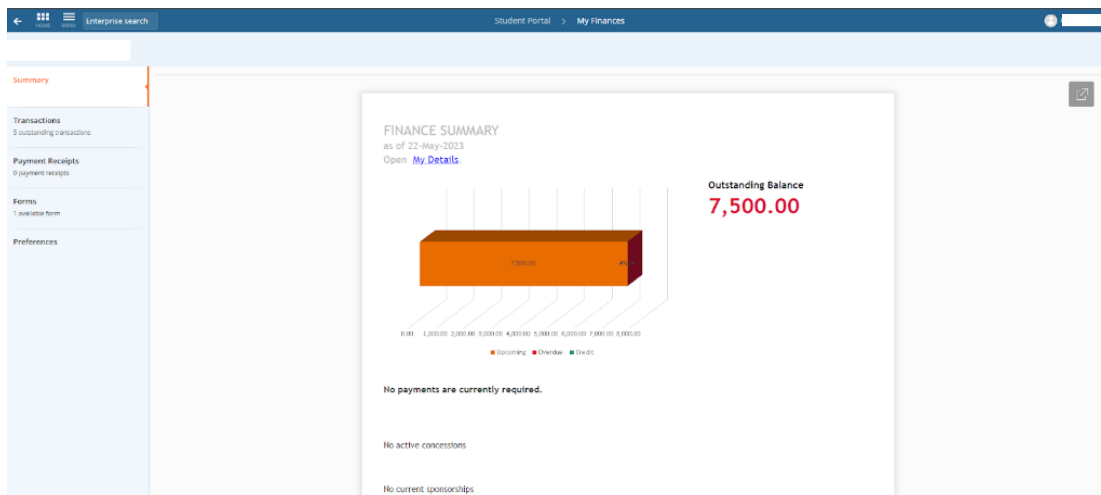 HOME MENU Enterprise search Student Portal > My Finances
Summary
Transactions
5 outstanding transactions
Payment Receipts
0 payment receipts
Forms
1 available form
Preferences
FINANCE SUMMARY
as of 22-May-2023
Open My Details.
Outstanding Balance
7,500.00
0.00 1,000.00 2,000.00 3,000.00 4,000.00 5,000.00 6,000.00 7,000.00 8,000.00
Upcoming Overdue Credit
No payments are currently required.
No active concessions
No current sponsorships